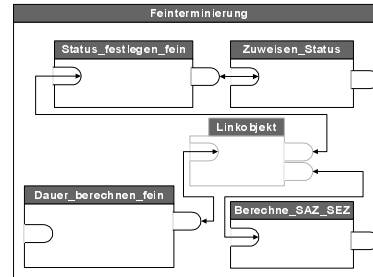 Feinterminierung
Status_festlegen_fein
Zuweisen_Status
Linkobjekt
Dauer_berechnen_fein
Berechne_SAZ_SEZ